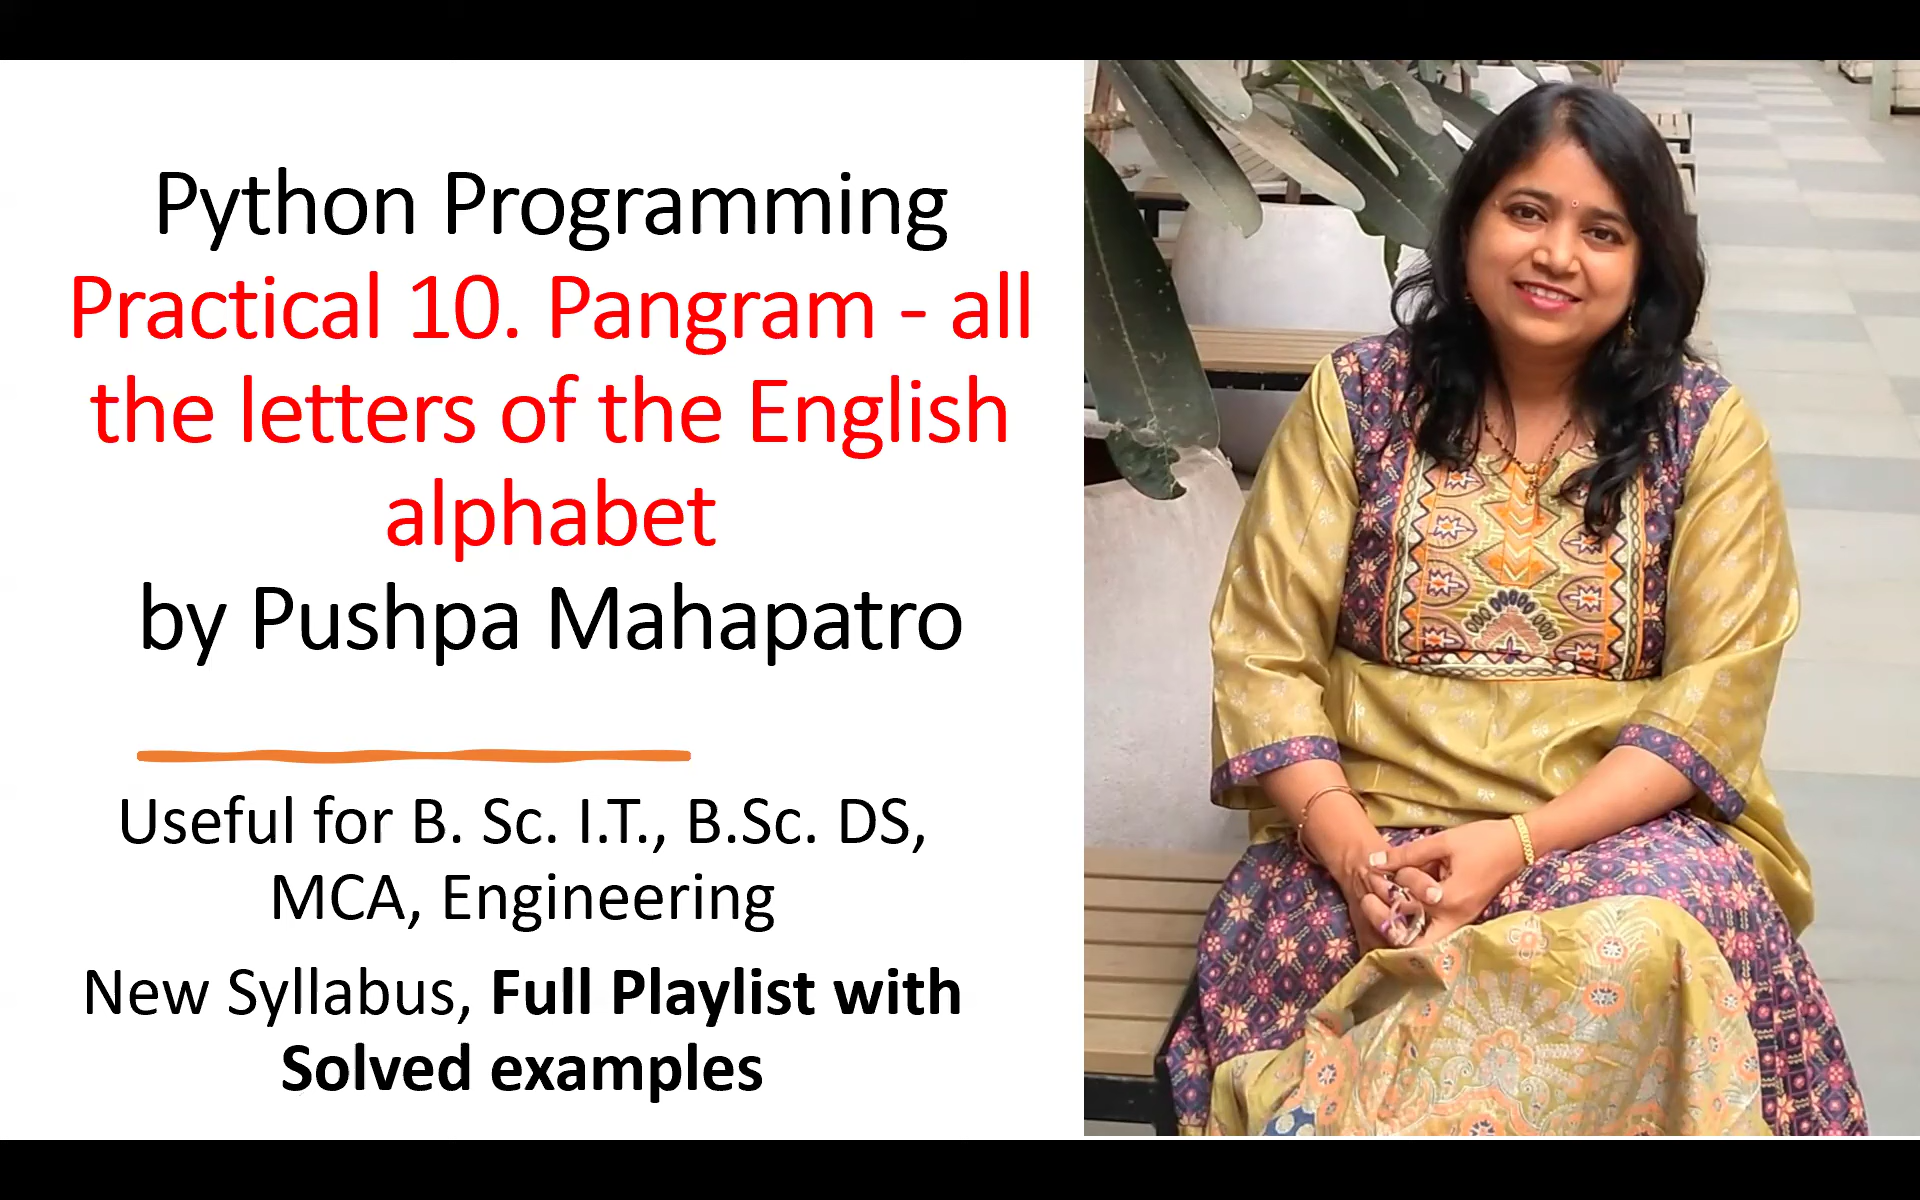 Python Programming
Practical 10. Pangram - all
the letters of the English
alphabet
by Pushpa Mahapatro
Useful for B. Sc. I.T., B.Sc. DS,
MCA, Engineering
New Syllabus, Full Playlist with
Solved examples